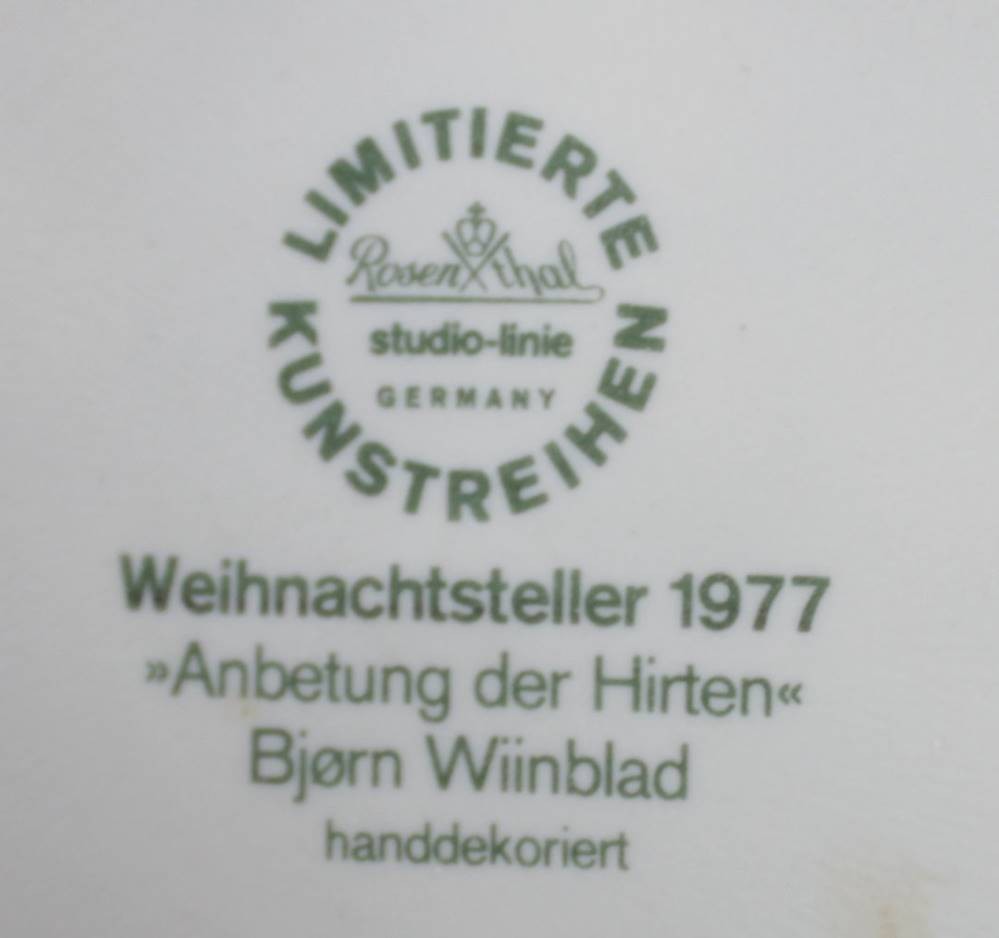 LIMITIERTE
Rosenthal
studio-linie
GERMANY
KUNSTREIHEN
Weihnachtsteller 1977
»Anbetung der Hirten«
Bjørn Wiinblad
handdekoriert